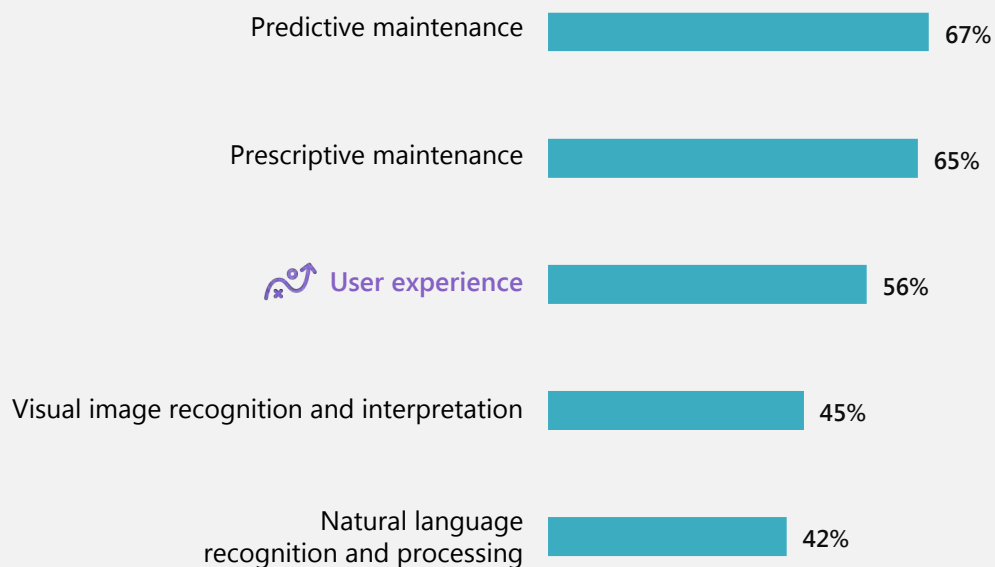 Predictive maintenance 67%
Prescriptive maintenance 65%
User experience 56%
Visual image recognition and interpretation 45%
Natural language
recognition and processing 42%